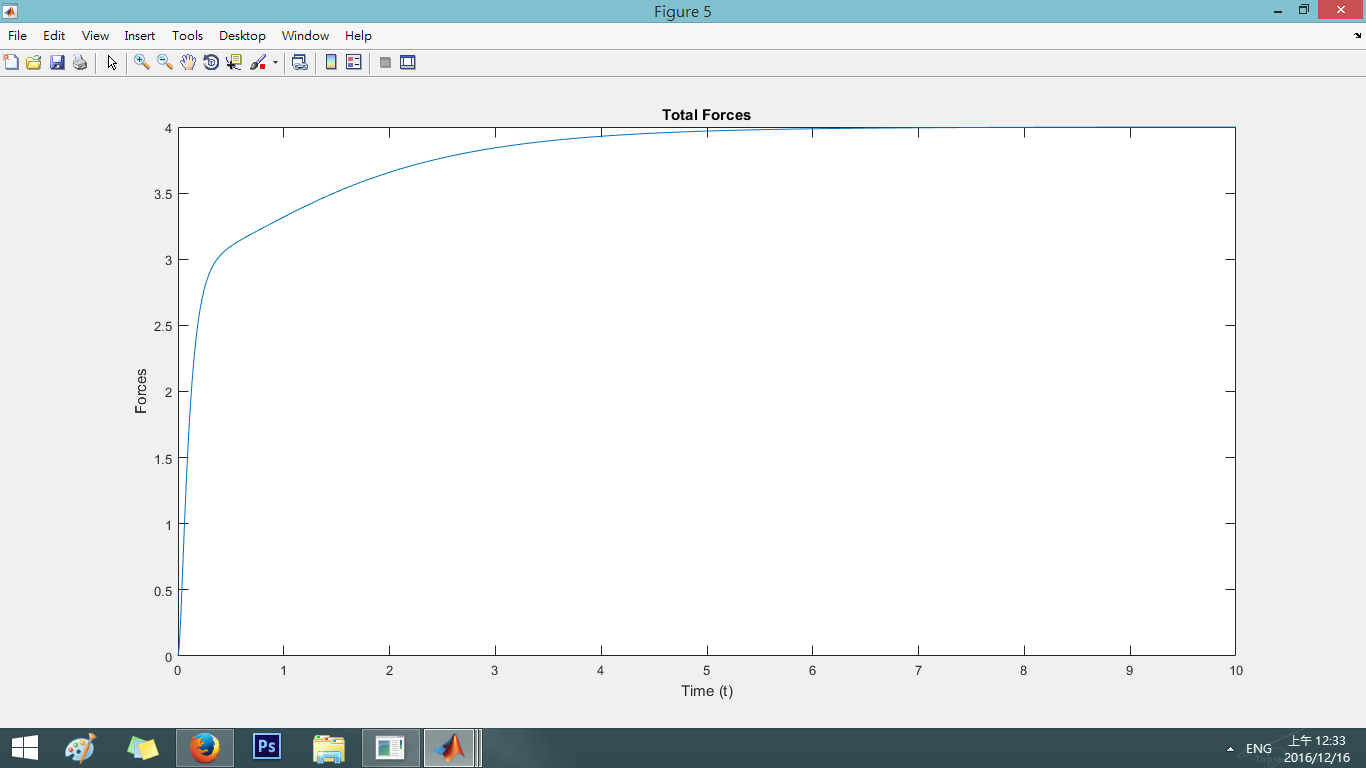 Figure 5
File Edit View Insert Tools Desktop Window Help
Total Forces
4
3.5
3
2.5
2
1.5
1
0.5
0
Forces
0 1 2 3 4 5 6 7 8 9 10
Time (t)
Ps
ENG
上午 12:33
2016/12/16